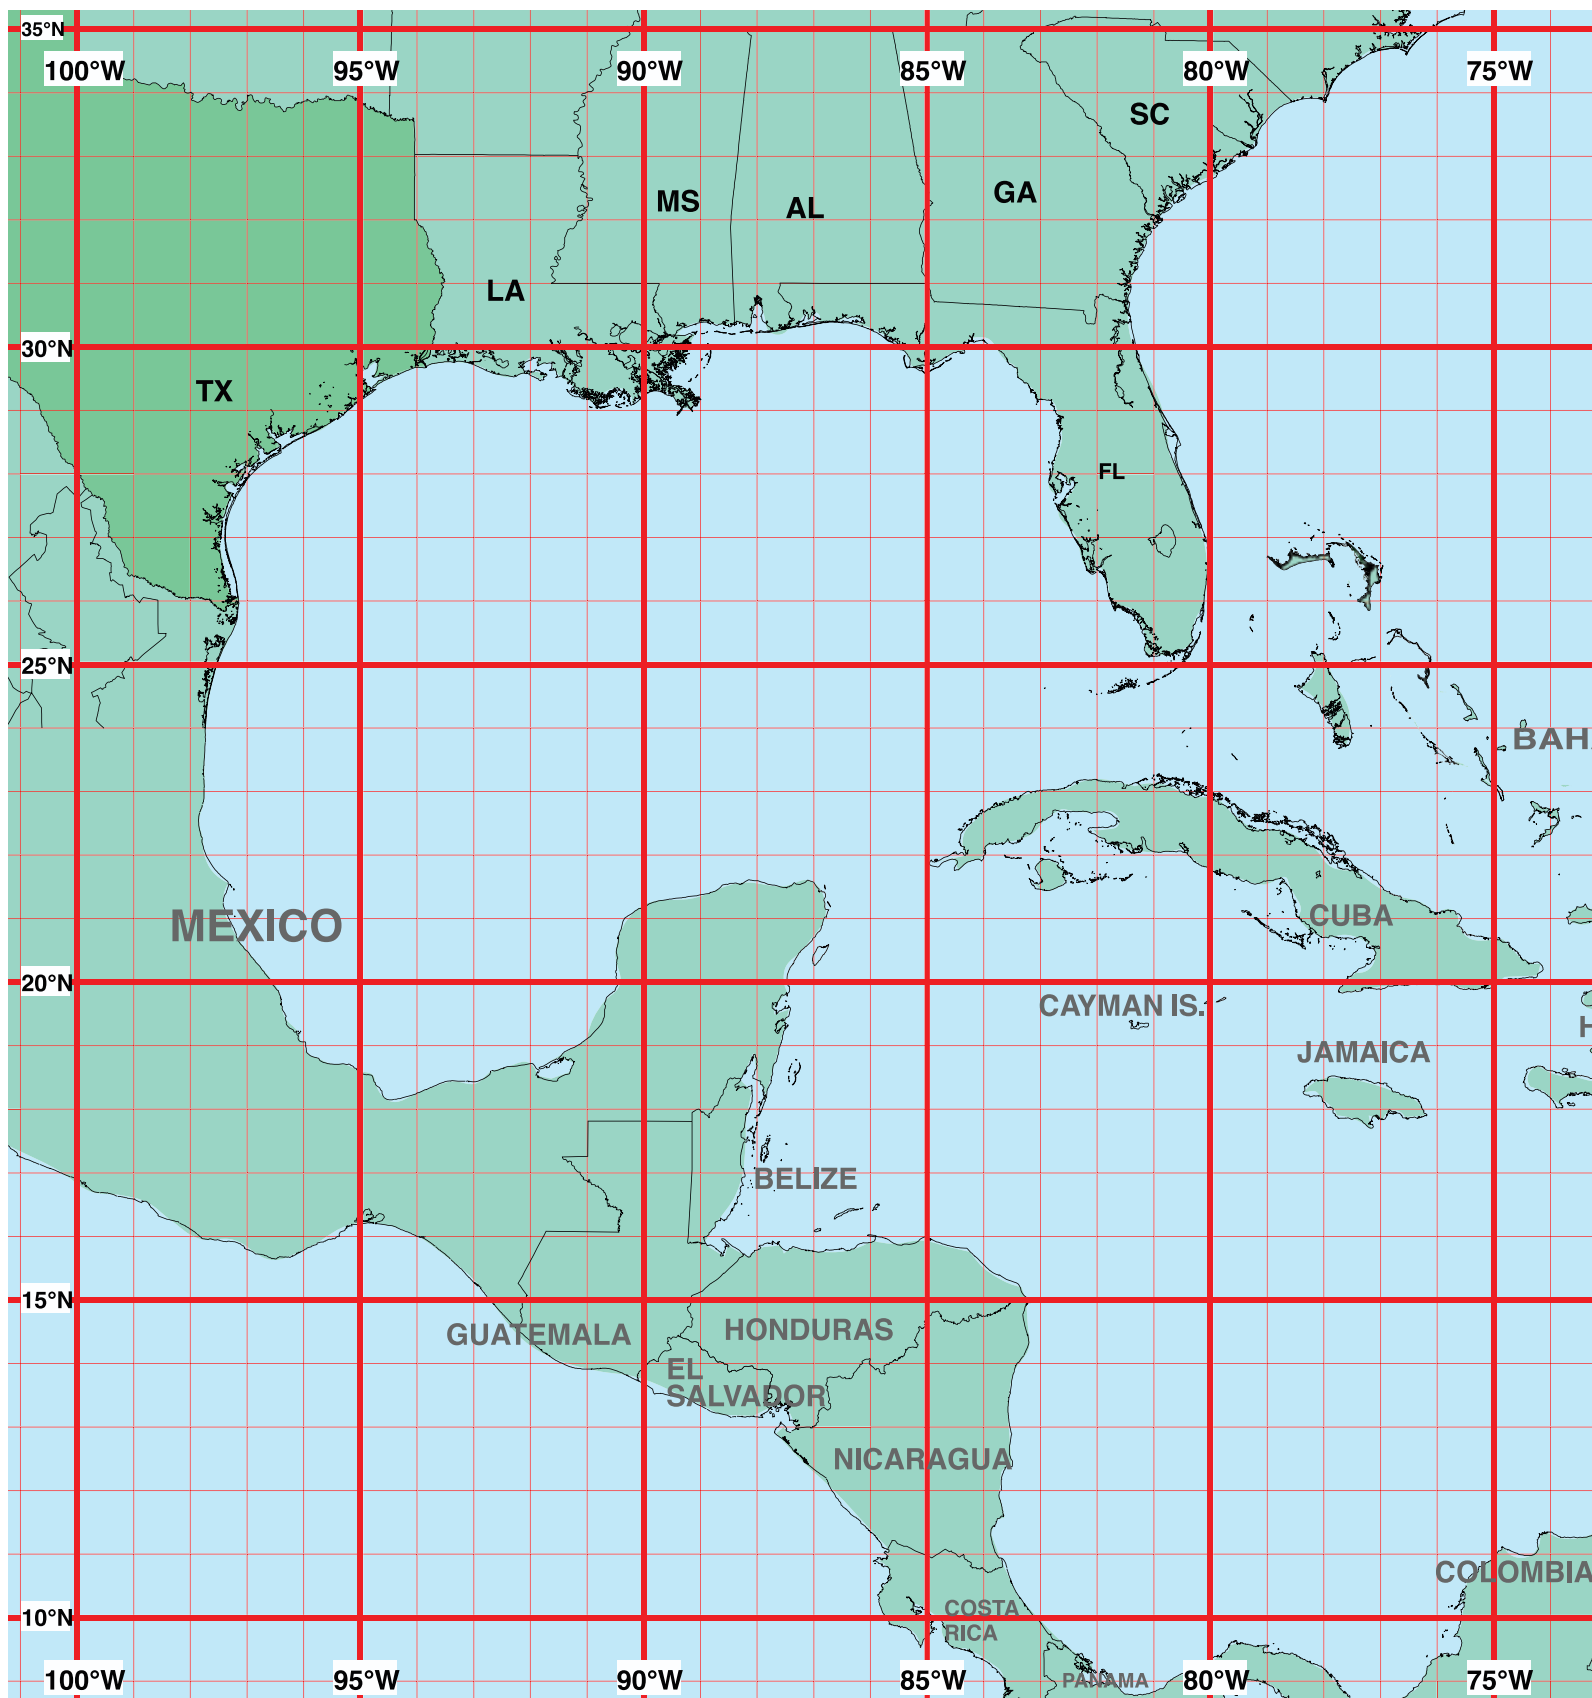 35°N
100°W 95°W 90°W 85°W 80°W 75°W
SC
MS AL GA
LA
30°N
TX
FL
25°N
BAH
MEXICO
CUBA
20°N
CAYMAN IS.
H
JAMAICA
BELIZE
15°N
GUATEMALA HONDURAS
EL
SALVADOR
NICARAGUA
COLOMBIA
10°N
COSTA
RICA
PANAMA
100°W 95°W 90°W 85°W 80°W 75°W